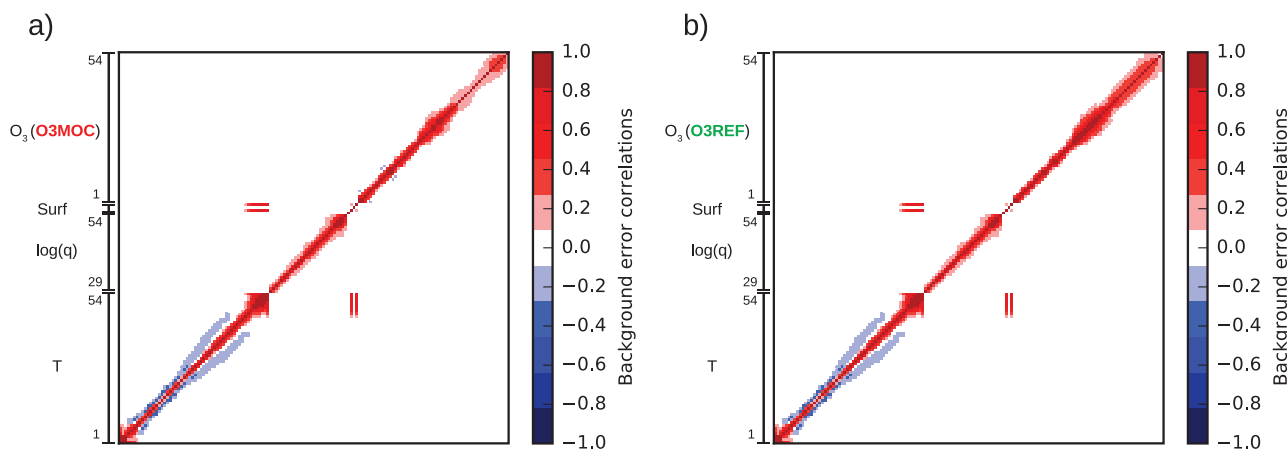 a)
54
O3 (O3MOC)
1
Surf
54
log(q)
29
54
T
1
1.0
0.8
0.6
0.4
0.2
0.0
−0.2
−0.4
−0.6
−0.8
−1.0
Background error correlations
b)
54
O3 (O3REF)
1
Surf
54
log(q)
29
54
T
1
1.0
0.8
0.6
0.4
0.2
0.0
−0.2
−0.4
−0.6
−0.8
−1.0
Background error correlations